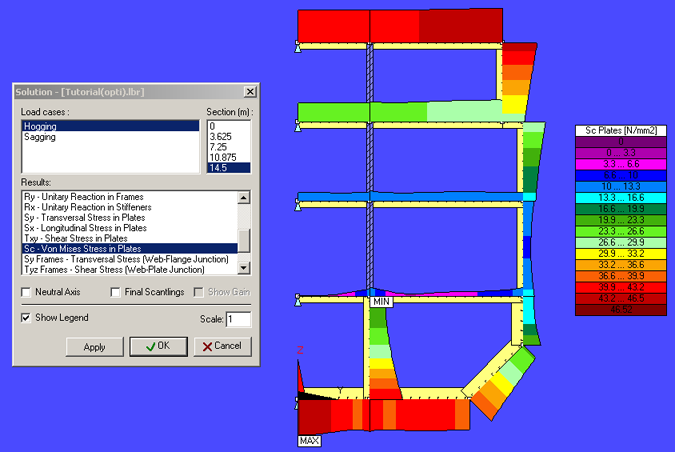 Solution - [Tutorial(opti).lbr]
Load cases:
Section (m) :
Hogging
Sagging
0
3.625
7.25
10.875
14.5
Results:
Ry - Unitary Reaction in Frames
Rx - Unitary Reaction in Stiffeners
Sy - Transversal Stress in Plates
Sx - Longitudinal Stress in Plates
Txy - Shear Stress in Plates
Sc - Von Mises Stress in Plates
Sy Frames - Transversal Stress (Web-Flange Junction)
Tyz Frames - Shear Stress (Web-Plate Junction)
Neutral Axis
Final Scantlings
Show Gain
Show Legend
Scale:
1
Apply
OK
Cancel
MIN
Z
Y
MAX
Sc Plates [N/mm2]
0
0 ... 3.3
3.3 ... 6.6
6.6 ... 10
10 ... 13.3
13.3 ... 16.6
16.6 ... 19.9
19.9 ... 23.3
23.3 ... 26.6
26.6 ... 29.9
29.9 ... 33.2
33.2 ... 36.6
36.6 ... 39.9
39.9 ... 43.2
43.2 ... 46.5
46.52